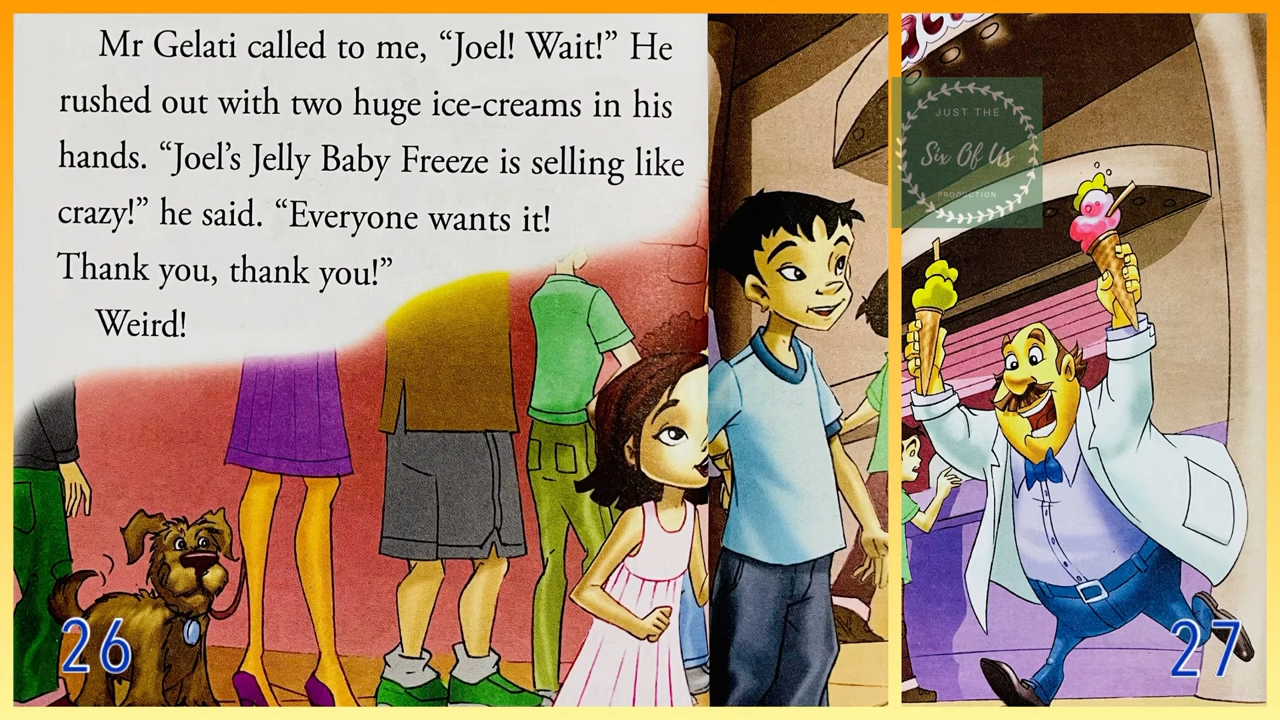 Mr Gelati called to me, “Joel! Wait!” He
rushed out with two huge ice-creams in his
hands. “Joel’s Jelly Baby Freeze is selling like
crazy!” he said. “Everyone wants it!
Thank you, thank you!”
Weird!
JUST THE
Six Of Us
PRODUCTION
26
27